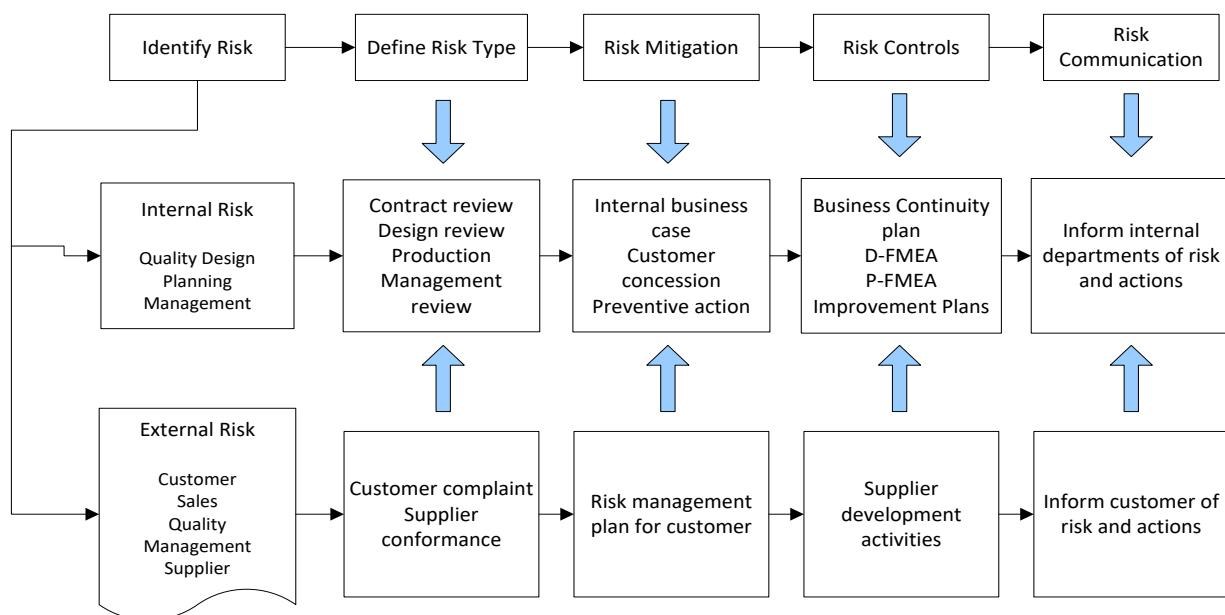 Identify Risk
Define Risk Type
Risk Mitigation
Risk Controls
Risk
Communication
Internal Risk
Quality Design
Planning
Management
Contract review
Design review
Production
Management
review
Internal business
case
Customer
concession
Preventive action
Business Continuity
plan
D-FMEA
P-FMEA
Improvement Plans
Inform internal
departments of risk
and actions
External Risk
Customer
Sales
Quality
Management
Supplier
Customer complaint
Supplier
conformance
Risk management
plan for customer
Supplier
development
activities
Inform customer of
risk and actions